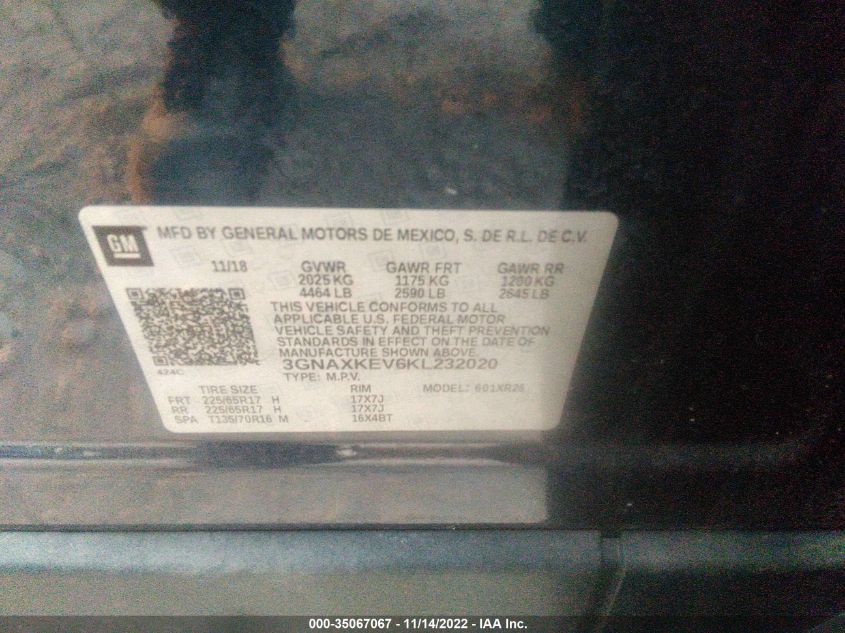 GM
MFD BY GENERAL MOTORS DE MEXICO, S. DE R.L. DE C.V.
11/18 GVWR GAWR FRT GAWR RR
2025 KG 1175 KG 1200 KG
4464 LB 2590 LB 2645 LB
THIS VEHICLE CONFORMS TO ALL
APPLICABLE U.S. FEDERAL MOTOR
VEHICLE SAFETY AND THEFT PREVENTION
STANDARDS IN EFFECT ON THE DATE OF
MANUFACTURE SHOWN ABOVE.
3GNAXKEV6KL232020
424C
TYPE: M.P.V.
TIRE SIZE RIM MODEL: 601XR26
FRT 225/65R17 H 17X7J
RR 225/65R17 H 17X7J
SPA T135/70R16 M 16X4BT
000-35067067 - 11/14/2022 - IAA Inc.